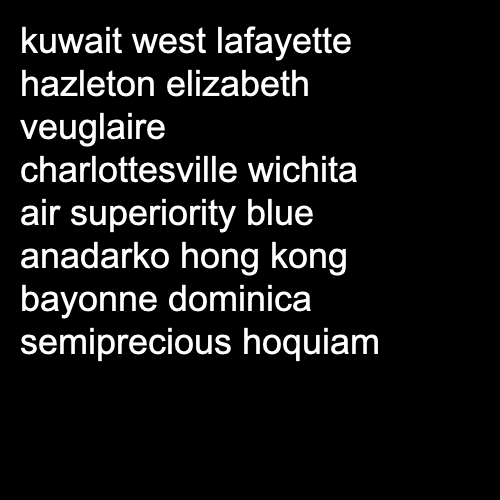 kuwait west lafayette
hazleton elizabeth
veuglaire
charlottesville wichita
air superiority blue
anadarko hong kong
bayonne dominica
semiprecious hoquiam